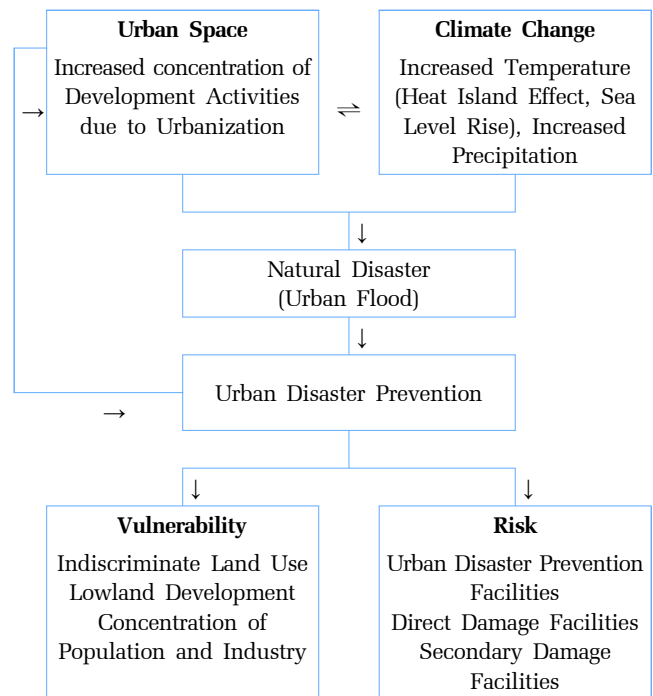 Urban Space
Increased concentration of
Development Activities
due to Urbanization
→
⇌
Climate Change
Increased Temperature
(Heat Island Effect, Sea
Level Rise), Increased
Precipitation
↓
Natural Disaster
(Urban Flood)
↓
Urban Disaster Prevention
→
↓
↓
Vulnerability
Indiscriminate Land Use
Lowland Development
Concentration of
Population and Industry
Risk
Urban Disaster Prevention
Facilities
Direct Damage Facilities
Secondary Damage
Facilities